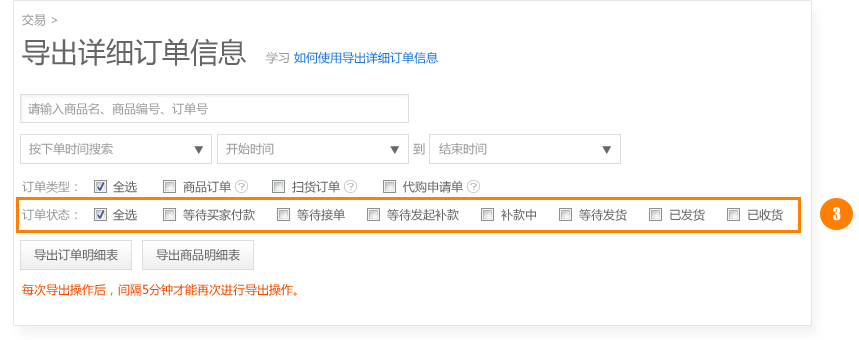 交易 >
导出详细订单信息 学习 如何使用导出详细订单信息
请输入商品名、商品编号、订单号
按下单时间搜索 开始时间 到 结束时间
订单类型： 全选 商品订单 ? 扫货订单 ? 代购申请单 ?
订单状态： 全选 等待买家付款 等待接单 等待发起补款 补款中 等待发货 已发货 已收货
3
导出订单明细表 导出商品明细表
每次导出操作后，间隔5分钟才能再次进行导出操作。